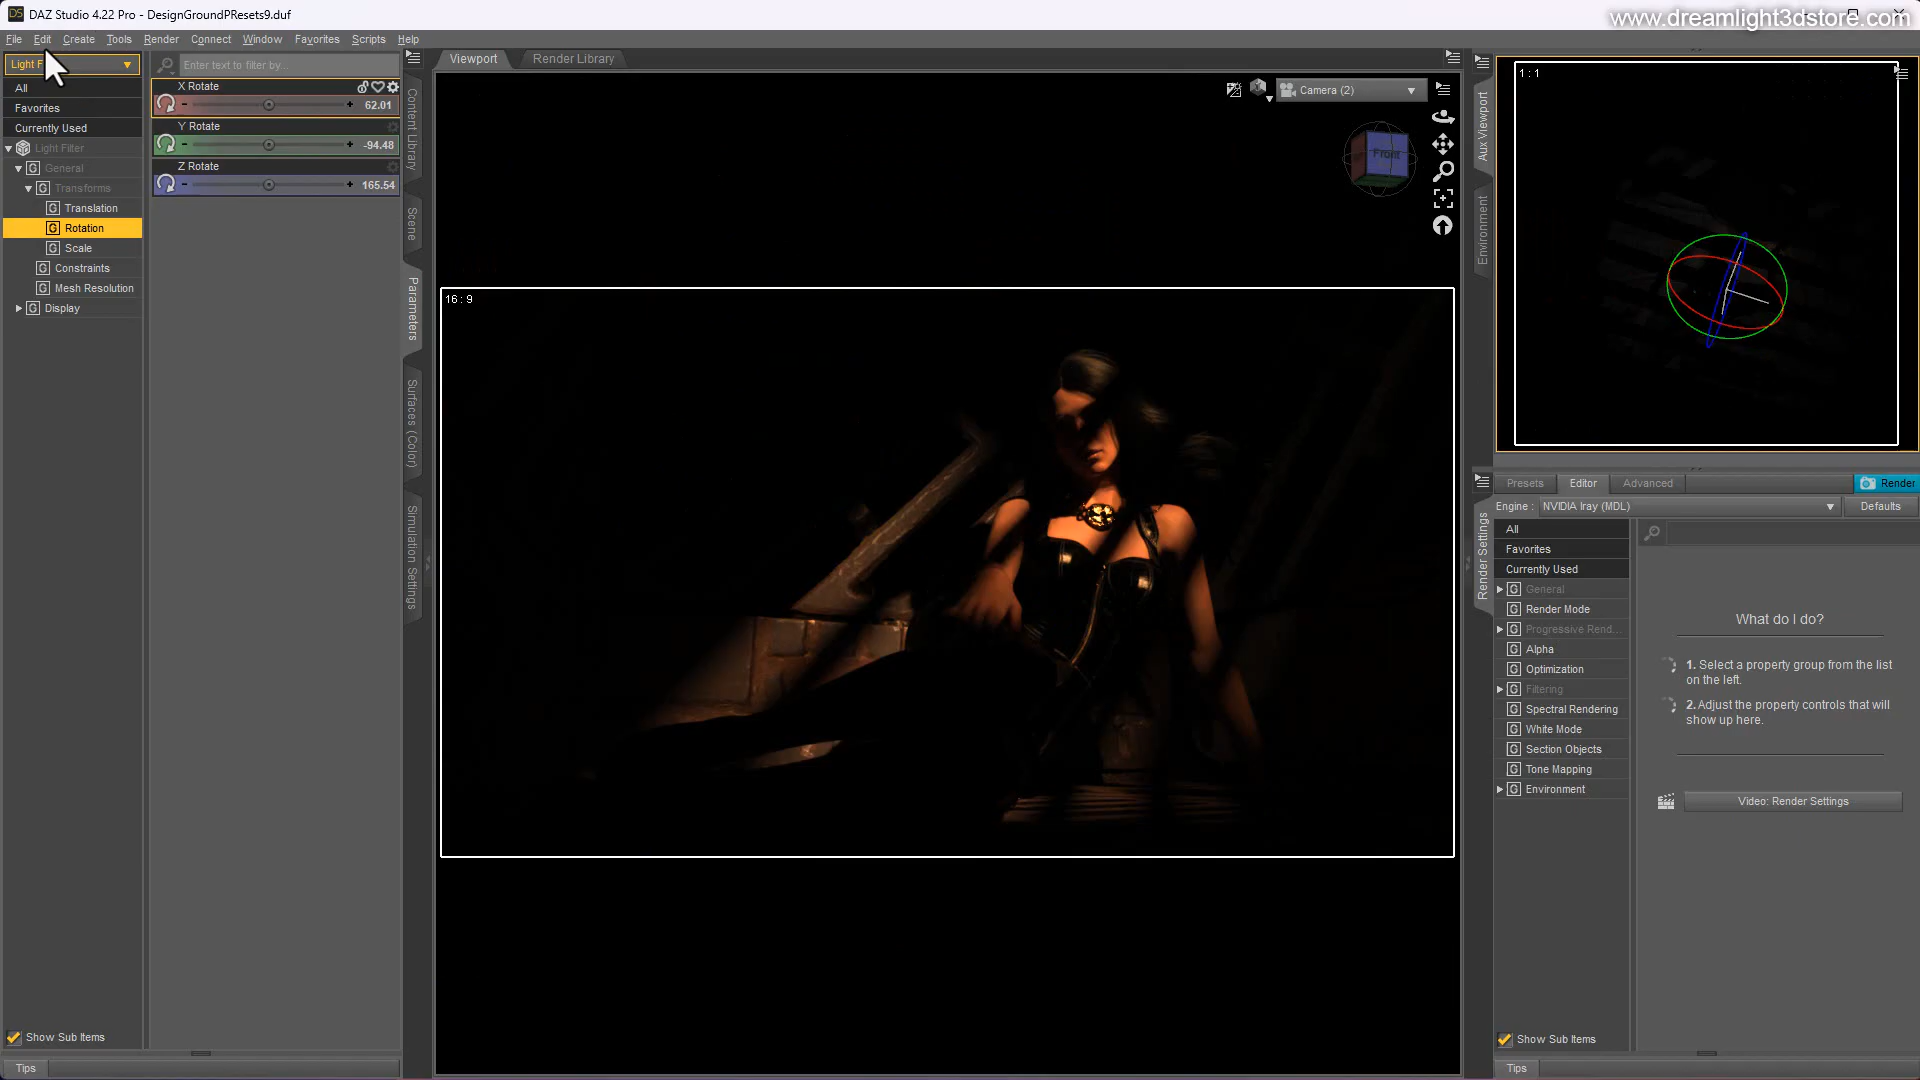 DAZ Studio 4.22 Pro - DesignGroundPResets9.duf
www.dreamlight3dstore.com
File Edit Create Tools Render Connect Window Favorites Scripts Help
Light F
All
Favorites
Currently Used
Light Filter
General
Transforms
Translation
Rotation
Scale
Constraints
Mesh Resolution
Display
Show Sub Items
Tips
Enter text to filter by...
X Rotate
62.01
Y Rotate
-94.48
Z Rotate
165.54
Content Library
Scene
Parameters
Surfaces (Color)
Simulation Settings
Viewport
Render Library
Camera (2)
Front
16 : 9
Aux Viewport
Environment
1 : 1
Presets
Editor
Advanced
Render
Render Settings
Engine : NVIDIA Iray (MDL)
Defaults
All
Favorites
Currently Used
General
Render Mode
Progressive Rend...
Alpha
Optimization
Filtering
Spectral Rendering
White Mode
Section Objects
Tone Mapping
Environment
Show Sub Items
Tips
What do I do?
1. Select a property group from the list
on the left.
2. Adjust the property controls that will
show up here.
Video: Render Settings